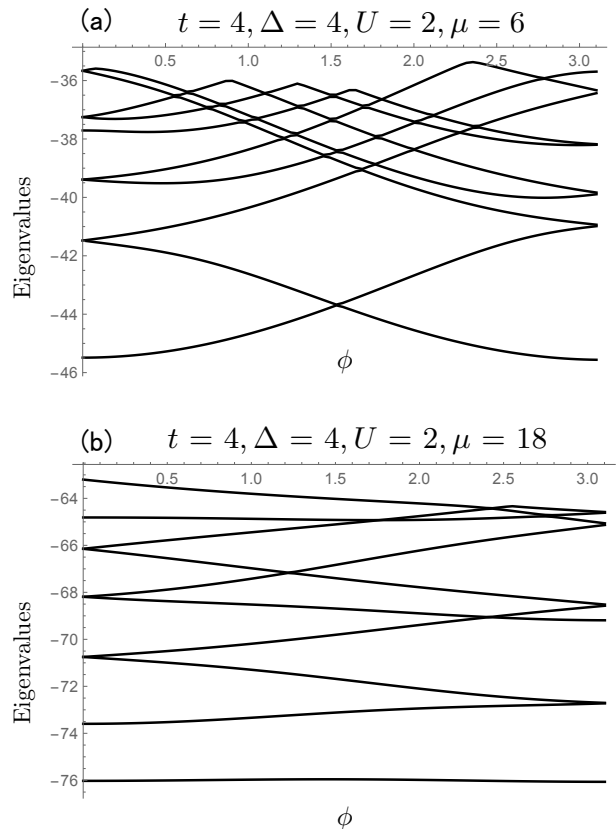 (a) t = 4, Δ = 4, U = 2, μ = 6
0.5 1.0 1.5 2.0 2.5 3.0
-36
-38
-40
-42
-44
-46
Eigenvalues
ϕ
(b) t = 4, Δ = 4, U = 2, μ = 18
0.5 1.0 1.5 2.0 2.5 3.0
-64
-66
-68
-70
-72
-74
-76
Eigenvalues
ϕ